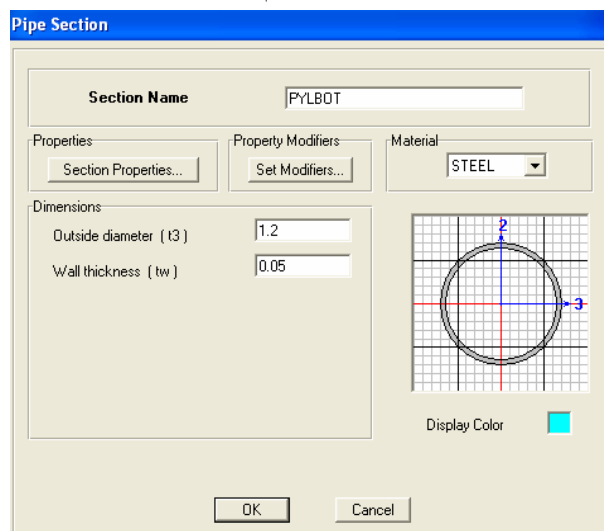 Pipe Section
Section Name PYLBOT
Properties Property Modifiers Material
Section Properties... Set Modifiers... STEEL
Dimensions
Outside diameter ( t3 ) 1.2
Wall thickness ( tw ) 0.05
2
3
Display Color
OK Cancel